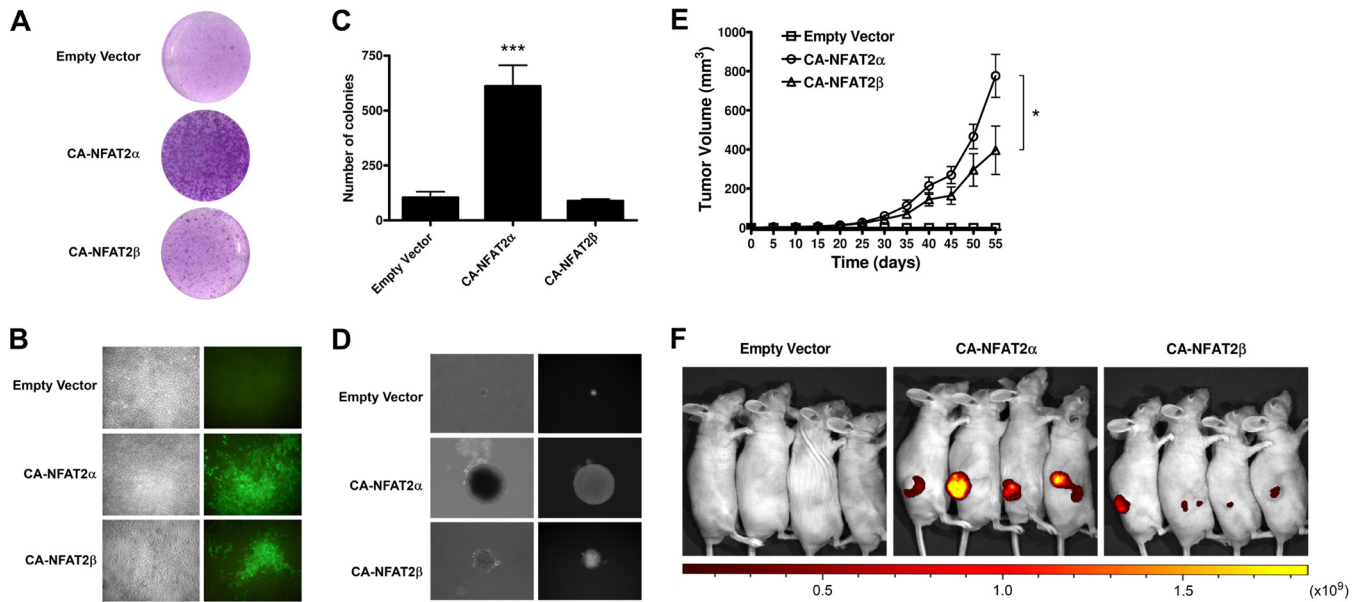 A
Empty Vector
CA-NFAT2α
CA-NFAT2β
B
Empty Vector
CA-NFAT2α
CA-NFAT2β
C
Number of colonies
750
500
250
0
***
Empty Vector
CA-NFAT2α
CA-NFAT2β
D
Empty Vector
CA-NFAT2α
CA-NFAT2β
E
Tumor Volume (mm³)
1000
800
600
400
200
0
Empty Vector
CA-NFAT2α
CA-NFAT2β
*
0 5 10 15 20 25 30 35 40 45 50 55
Time (days)
F
Empty Vector
CA-NFAT2α
CA-NFAT2β
0.5 1.0 1.5 (x10⁹)